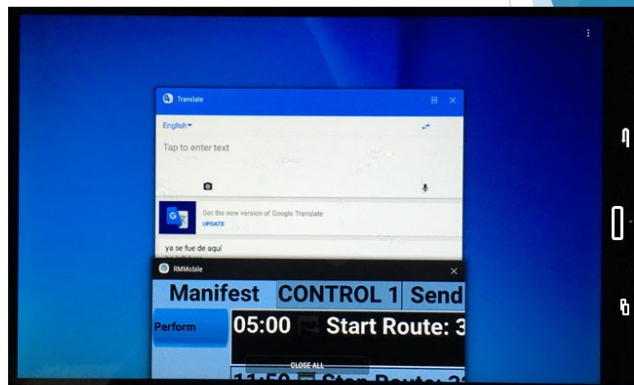 Translate
English
Tap to enter text
Get the new version of Google Translate
UPDATE
ya se fue de aquí
RMMobile
Manifest CONTROL 1 Send
Perform
05:00 Start Route: 3
CLOSE ALL